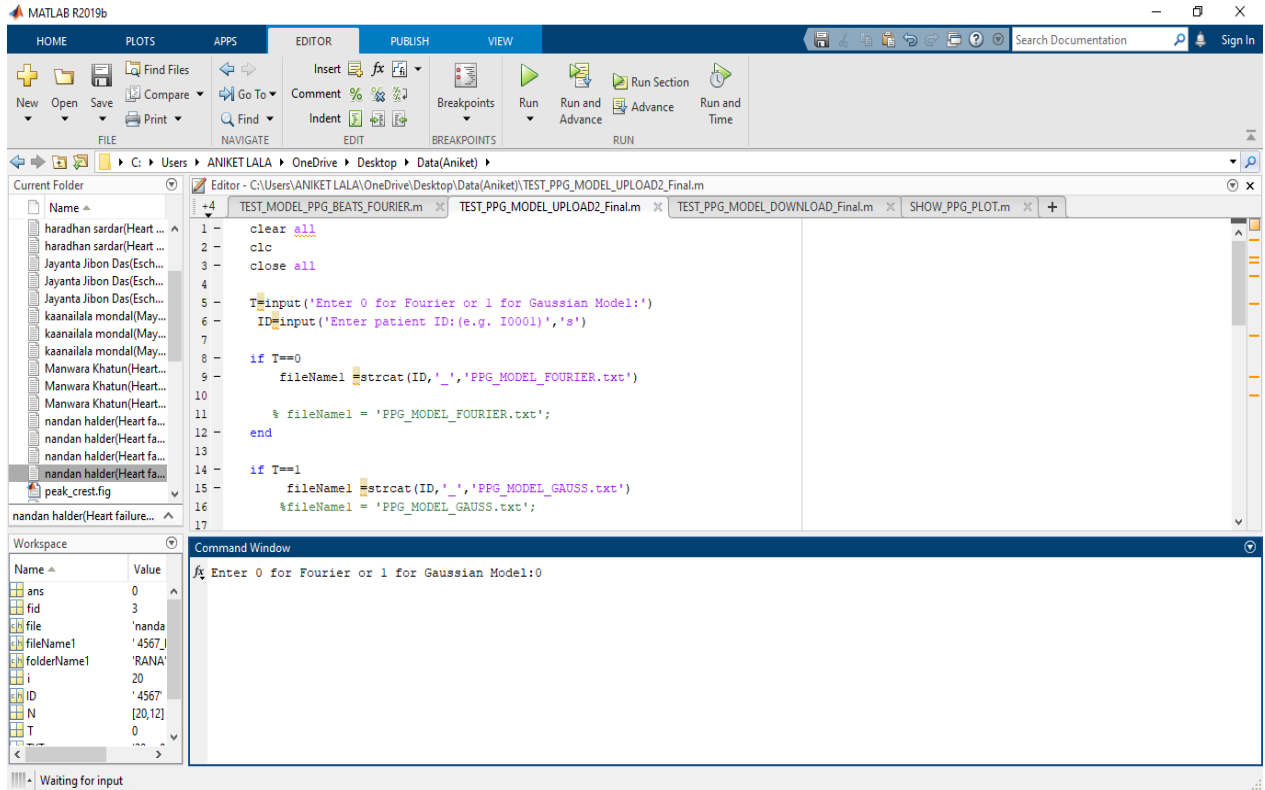 MATLAB R2019b
HOME PLOTS APPS EDITOR PUBLISH VIEW
Search Documentation
Sign In
New Open Save
Find Files
Compare
Print
FILE
Go To
Find
NAVIGATE
Insert fx
Comment %
Indent
EDIT
Breakpoints
BREAKPOINTS
Run
Run and Advance
Run Section
Advance
Run and Time
RUN
C: Users ANIKET LALA OneDrive Desktop Data(Aniket)
Current Folder
Name
haradhan sardar(Heart ...
haradhan sardar(Heart ...
Jayanta Jibon Das(Esch...
Jayanta Jibon Das(Esch...
Jayanta Jibon Das(Esch...
kaanailala mondal(May...
kaanailala mondal(May...
kaanailala mondal(May...
Manwara Khatun(Heart...
Manwara Khatun(Heart...
Manwara Khatun(Heart...
nandan halder(Heart fa...
nandan halder(Heart fa...
nandan halder(Heart fa...
nandan halder(Heart fa...
peak_crest.fig
nandan halder(Heart failure...
Workspace
Name Value
ans 0
fid 3
file 'nanda
fileName1 ' 4567_
folderName1 'RANA'
i 20
ID ' 4567'
N [20,12]
T 0
Editor - C:\Users\ANIKET LALA\OneDrive\Desktop\Data(Aniket)\TEST_PPG_MODEL_UPLOAD2_Final.m
+4 TEST_MODEL_PPG_BEATS_FOURIER.m TEST_PPG_MODEL_UPLOAD2_Final.m TEST_PPG_MODEL_DOWNLOAD_Final.m SHOW_PPG_PLOT.m +
1 – clear all
2 – clc
3 – close all
4
5 – T=input('Enter 0 for Fourier or 1 for Gaussian Model:')
6 – ID=input('Enter patient ID:(e.g. I0001)','s')
7
8 – if T==0
9 – fileName1 =strcat(ID,'_','PPG_MODEL_FOURIER.txt')
10
11 % fileName1 = 'PPG_MODEL_FOURIER.txt';
12 – end
13
14 – if T==1
15 – fileName1 =strcat(ID,'_','PPG_MODEL_GAUSS.txt')
16 %fileName1 = 'PPG_MODEL_GAUSS.txt';
17
Command Window
fx Enter 0 for Fourier or 1 for Gaussian Model:0
Waiting for input